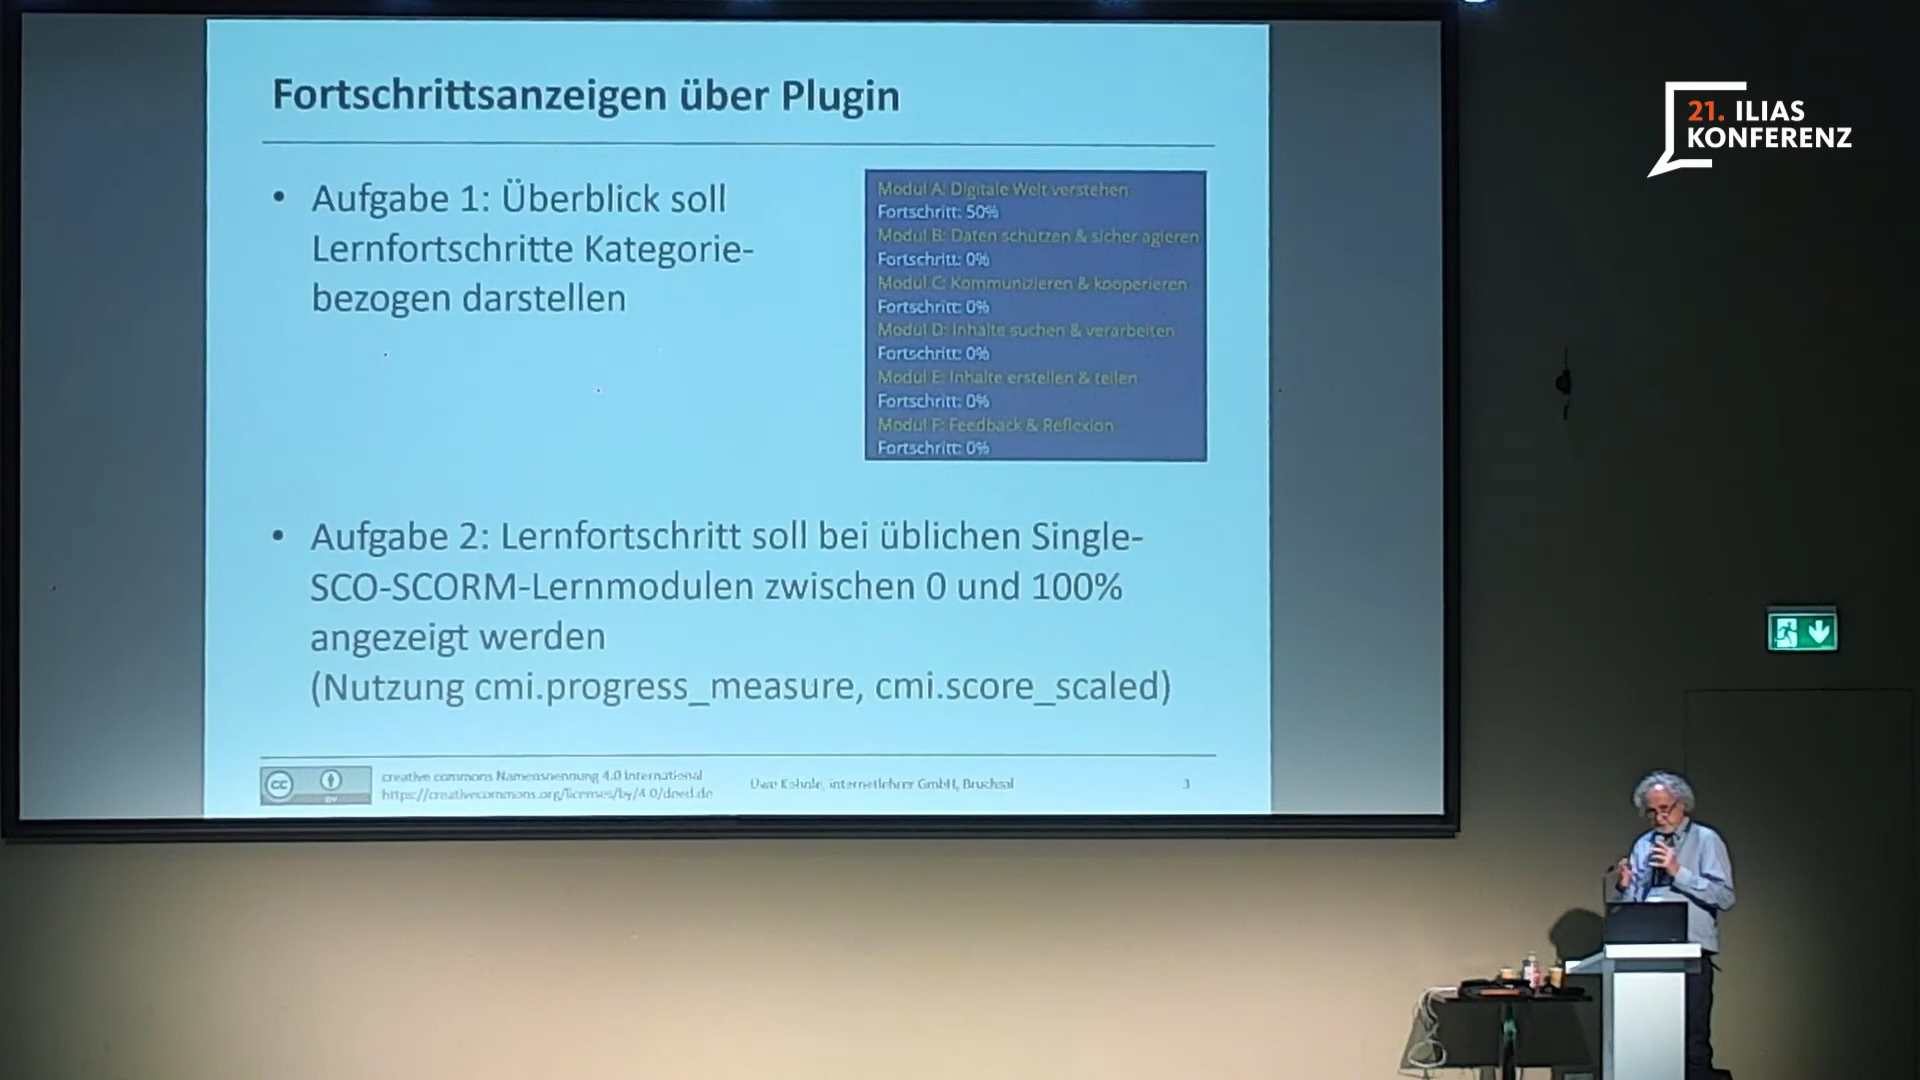 Fortschrittsanzeigen über Plugin
• Aufgabe 1: Überblick soll
Lernfortschritte Kategorie-
bezogen darstellen
Modul A: Digitale Welt verstehen
Fortschritt: 50%
Modul B: Daten schützen & sicher agieren
Fortschritt: 0%
Modul C: Kommunizieren & kooperieren
Fortschritt: 0%
Modul D: Inhalte suchen & verarbeiten
Fortschritt: 0%
Modul E: Inhalte erstellen & teilen
Fortschritt: 0%
Modul F: Feedback & Reflexion
Fortschritt: 0%
• Aufgabe 2: Lernfortschritt soll bei üblichen Single-
SCO-SCORM-Lernmodulen zwischen 0 und 100%
angezeigt werden
(Nutzung cmi.progress_measure, cmi.score_scaled)
cc
BY
creative commons Namensnennung 4.0 International
https://creativecommons.org/licenses/by/4.0/deed.de
Uwe Kohnle, internetlehrer GmbH, Bruchsal
3
21. ILIAS
KONFERENZ